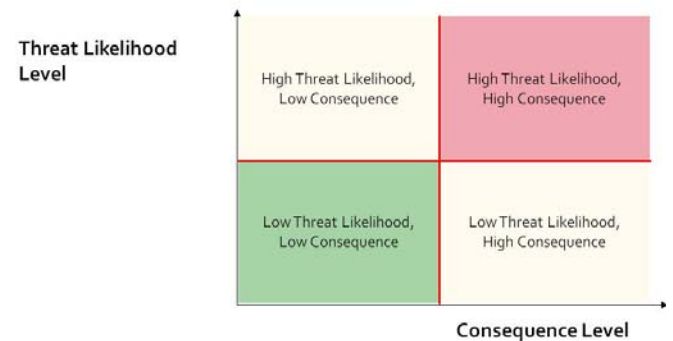 Threat Likelihood
Level
High Threat Likelihood,
Low Consequence
High Threat Likelihood,
High Consequence
Low Threat Likelihood,
Low Consequence
Low Threat Likelihood,
High Consequence
Consequence Level